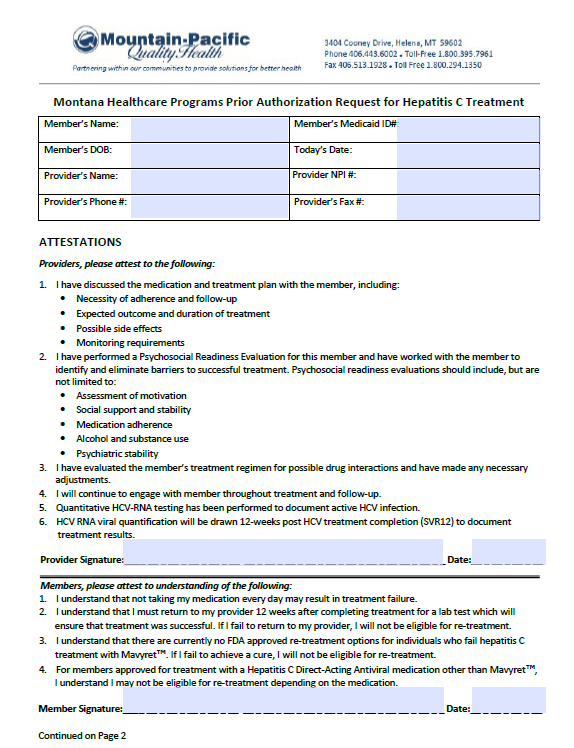 Mountain-Pacific
Quality Health
Partnering within our communities to provide solutions for better health
3404 Cooney Drive, Helena, MT 59602
Phone 406.443.6002 • Toll-Free 1.800.395.7961
Fax 406.513.1928 • Toll Free 1.800.294.1350
Montana Healthcare Programs Prior Authorization Request for Hepatitis C Treatment
Member's Name: Member's Medicaid ID#:
Member's DOB: Today's Date:
Provider's Name: Provider NPI #:
Provider's Phone #: Provider's Fax #:
ATTESTATIONS
Providers, please attest to the following:
1. I have discussed the medication and treatment plan with the member, including:
• Necessity of adherence and follow-up
• Expected outcome and duration of treatment
• Possible side effects
• Monitoring requirements
2. I have performed a Psychosocial Readiness Evaluation for this member and have worked with the member to
identify and eliminate barriers to successful treatment. Psychosocial readiness evaluations should include, but are
not limited to:
• Assessment of motivation
• Social support and stability
• Medication adherence
• Alcohol and substance use
• Psychiatric stability
3. I have evaluated the member's treatment regimen for possible drug interactions and have made any necessary
adjustments.
4. I will continue to engage with member throughout treatment and follow-up.
5. Quantitative HCV-RNA testing has been performed to document active HCV infection.
6. HCV RNA viral quantification will be drawn 12-weeks post HCV treatment completion (SVR12) to document
treatment results.
Provider Signature: Date:
Members, please attest to understanding of the following:
1. I understand that not taking my medication every day may result in treatment failure.
2. I understand that I must return to my provider 12 weeks after completing treatment for a lab test which will
ensure that treatment was successful. If I fail to return to my provider, I will not be eligible for re-treatment.
3. I understand that there are currently no FDA approved re-treatment options for individuals who fail hepatitis C
treatment with Mavyret™. If I fail to achieve a cure, I will not be eligible for re-treatment.
4. For members approved for treatment with a Hepatitis C Direct-Acting Antiviral medication other than Mavyret™,
I understand I may not be eligible for re-treatment depending on the medication.
Member Signature: Date:
Continued on Page 2